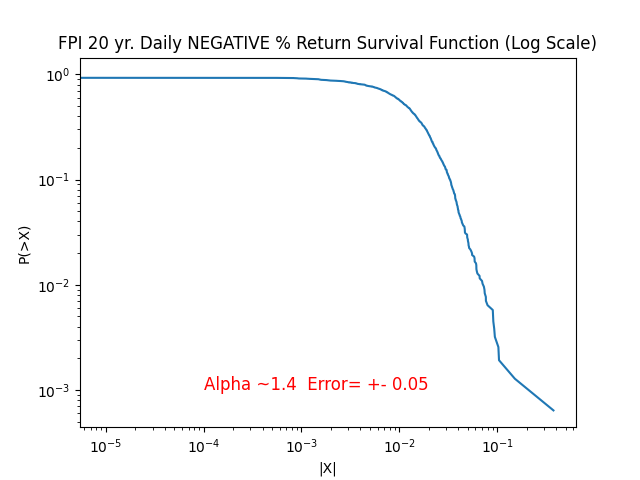 FPI 20 yr. Daily NEGATIVE % Return Survival Function (Log Scale)
10⁰
10⁻¹
10⁻²
10⁻³
P(>X)
Alpha ~1.4  Error= +- 0.05
10⁻⁵ 10⁻⁴ 10⁻³ 10⁻² 10⁻¹
|X|